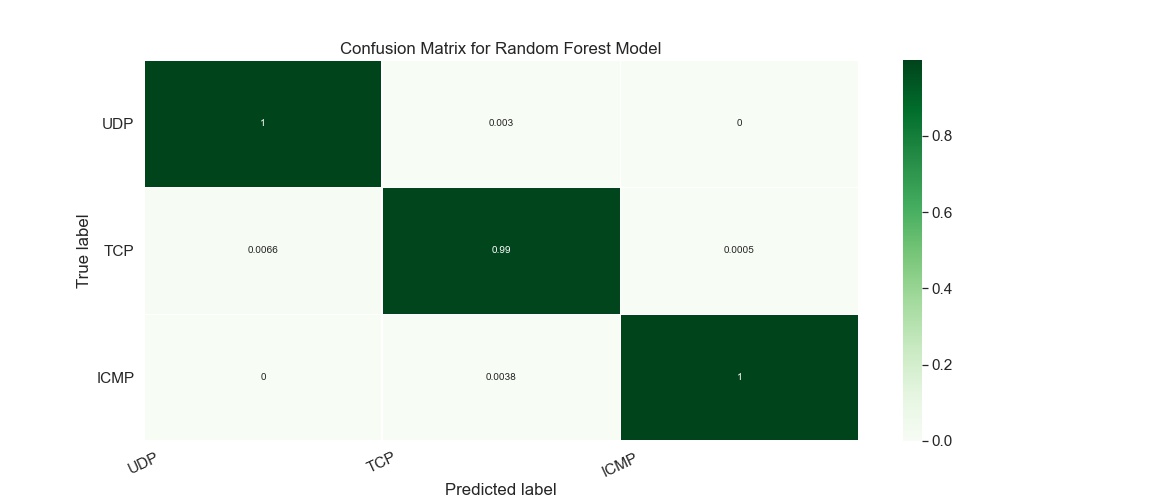 Confusion Matrix for Random Forest Model
True label
UDP
1
0.003
0
TCP
0.0066
0.99
0.0005
ICMP
0
0.0038
1
UDP
TCP
ICMP
Predicted label
0.8
0.6
0.4
0.2
0.0